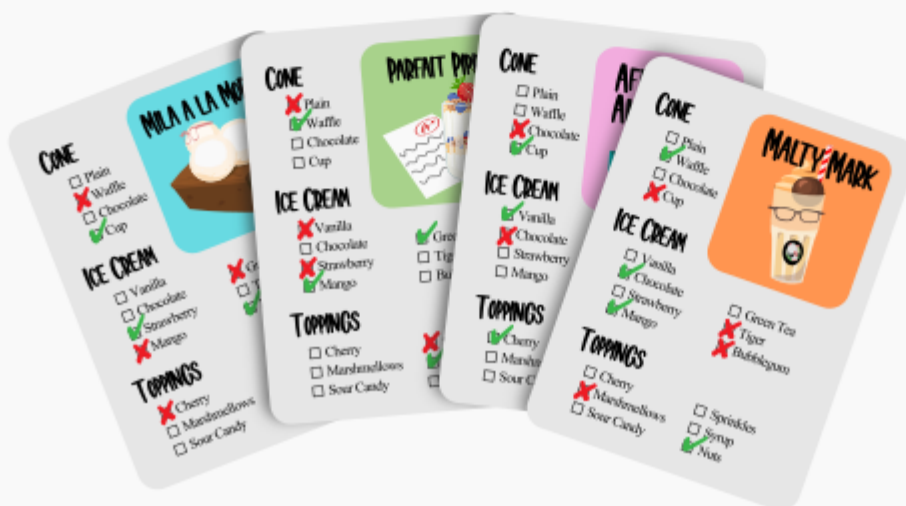 MILA A LA
CONE
Plain
Waffle
Chocolate
Cup
ICE CREAM
Vanilla
Chocolate
Strawberry
Mango
TOPPINGS
Cherry
Marshmellows
Sour Candy
PARFAIT
CONE
Plain
Waffle
Chocolate
Cup
ICE CREAM
Vanilla
Chocolate
Strawberry
Mango
TOPPINGS
Cherry
Marshmellows
Sour Candy
CONE
Plain
Waffle
Chocolate
Cup
ICE CREAM
Vanilla
Chocolate
Strawberry
Mango
TOPPINGS
Cherry
Sour
MALTY MARK
CONE
Plain
Waffle
Chocolate
Cup
ICE CREAM
Vanilla
Chocolate
Strawberry
Mango
Green Tea
Tiger
Bubblegum
TOPPINGS
Cherry
Marshmellows
Sour Candy
Sprinkles
Syrup
Nuts